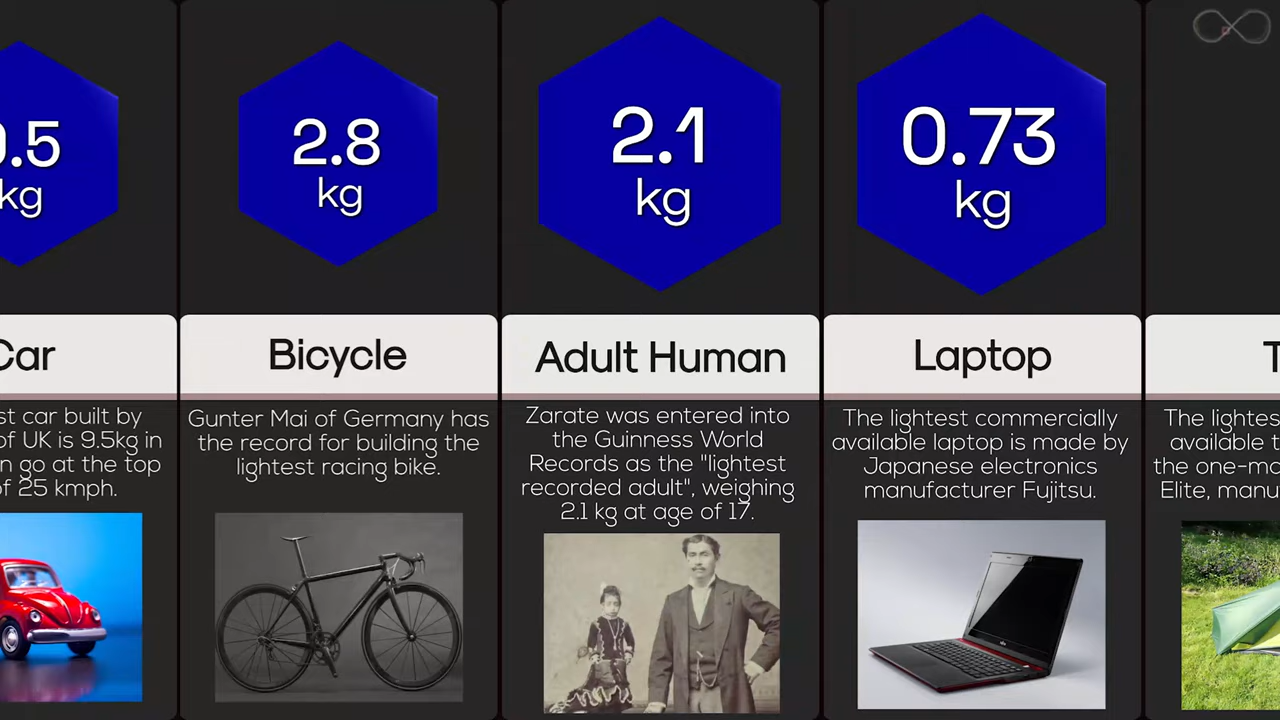 .5
kg
Car
st car built by
of UK is 9.5kg in
n go at the top
of 25 kmph.
2.8
kg
Bicycle
Gunter Mai of Germany has
the record for building the
lightest racing bike.
2.1
kg
Adult Human
Zarate was entered into
the Guinness World
Records as the "lightest
recorded adult", weighing
2.1 kg at age of 17.
0.73
kg
Laptop
The lightest commercially
available laptop is made by
Japanese electronics
manufacturer Fujitsu.
T
The lightes
available t
the one-mo
Elite, manu